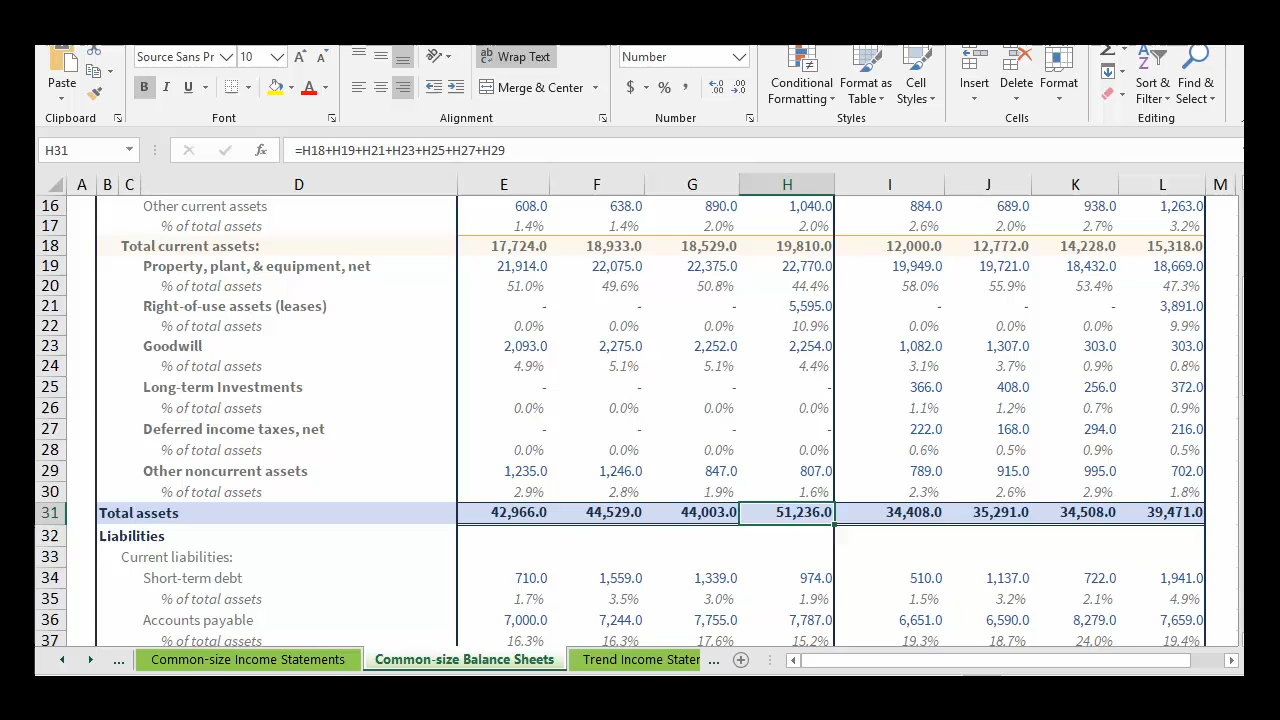 Source Sans Pr 10 A A ab Wrap Text Number
Paste B I U A Merge & Center $ % , Conditional Formatting Format as Table Cell Styles Insert Delete Format Sort & Filter Find & Select
Clipboard Font Alignment Number Styles Cells Editing
H31 fx =H18+H19+H21+H23+H25+H27+H29
A B C D E F G H I J K L M
16 Other current assets 608.0 638.0 890.0 1,040.0 884.0 689.0 938.0 1,263.0
17 % of total assets 1.4% 1.4% 2.0% 2.0% 2.6% 2.0% 2.7% 3.2%
18 Total current assets: 17,724.0 18,933.0 18,529.0 19,810.0 12,000.0 12,772.0 14,228.0 15,318.0
19 Property, plant, & equipment, net 21,914.0 22,075.0 22,375.0 22,770.0 19,949.0 19,721.0 18,432.0 18,669.0
20 % of total assets 51.0% 49.6% 50.8% 44.4% 58.0% 55.9% 53.4% 47.3%
21 Right-of-use assets (leases) - - - 5,595.0 - - - 3,891.0
22 % of total assets 0.0% 0.0% 0.0% 10.9% 0.0% 0.0% 0.0% 9.9%
23 Goodwill 2,093.0 2,275.0 2,252.0 2,254.0 1,082.0 1,307.0 303.0 303.0
24 % of total assets 4.9% 5.1% 5.1% 4.4% 3.1% 3.7% 0.9% 0.8%
25 Long-term Investments - - - - 366.0 408.0 256.0 372.0
26 % of total assets 0.0% 0.0% 0.0% 0.0% 1.1% 1.2% 0.7% 0.9%
27 Deferred income taxes, net - - - - 222.0 168.0 294.0 216.0
28 % of total assets 0.0% 0.0% 0.0% 0.0% 0.6% 0.5% 0.9% 0.5%
29 Other noncurrent assets 1,235.0 1,246.0 847.0 807.0 789.0 915.0 995.0 702.0
30 % of total assets 2.9% 2.8% 1.9% 1.6% 2.3% 2.6% 2.9% 1.8%
31 Total assets 42,966.0 44,529.0 44,003.0 51,236.0 34,408.0 35,291.0 34,508.0 39,471.0
32 Liabilities
33 Current liabilities:
34 Short-term debt 710.0 1,559.0 1,339.0 974.0 510.0 1,137.0 722.0 1,941.0
35 % of total assets 1.7% 3.5% 3.0% 1.9% 1.5% 3.2% 2.1% 4.9%
36 Accounts payable 7,000.0 7,244.0 7,755.0 7,787.0 6,651.0 6,590.0 8,279.0 7,659.0
37 % of total assets 16.3% 16.3% 17.6% 15.2% 19.3% 18.7% 24.0% 19.4%
... Common-size Income Statements Common-size Balance Sheets Trend Income Stater ...